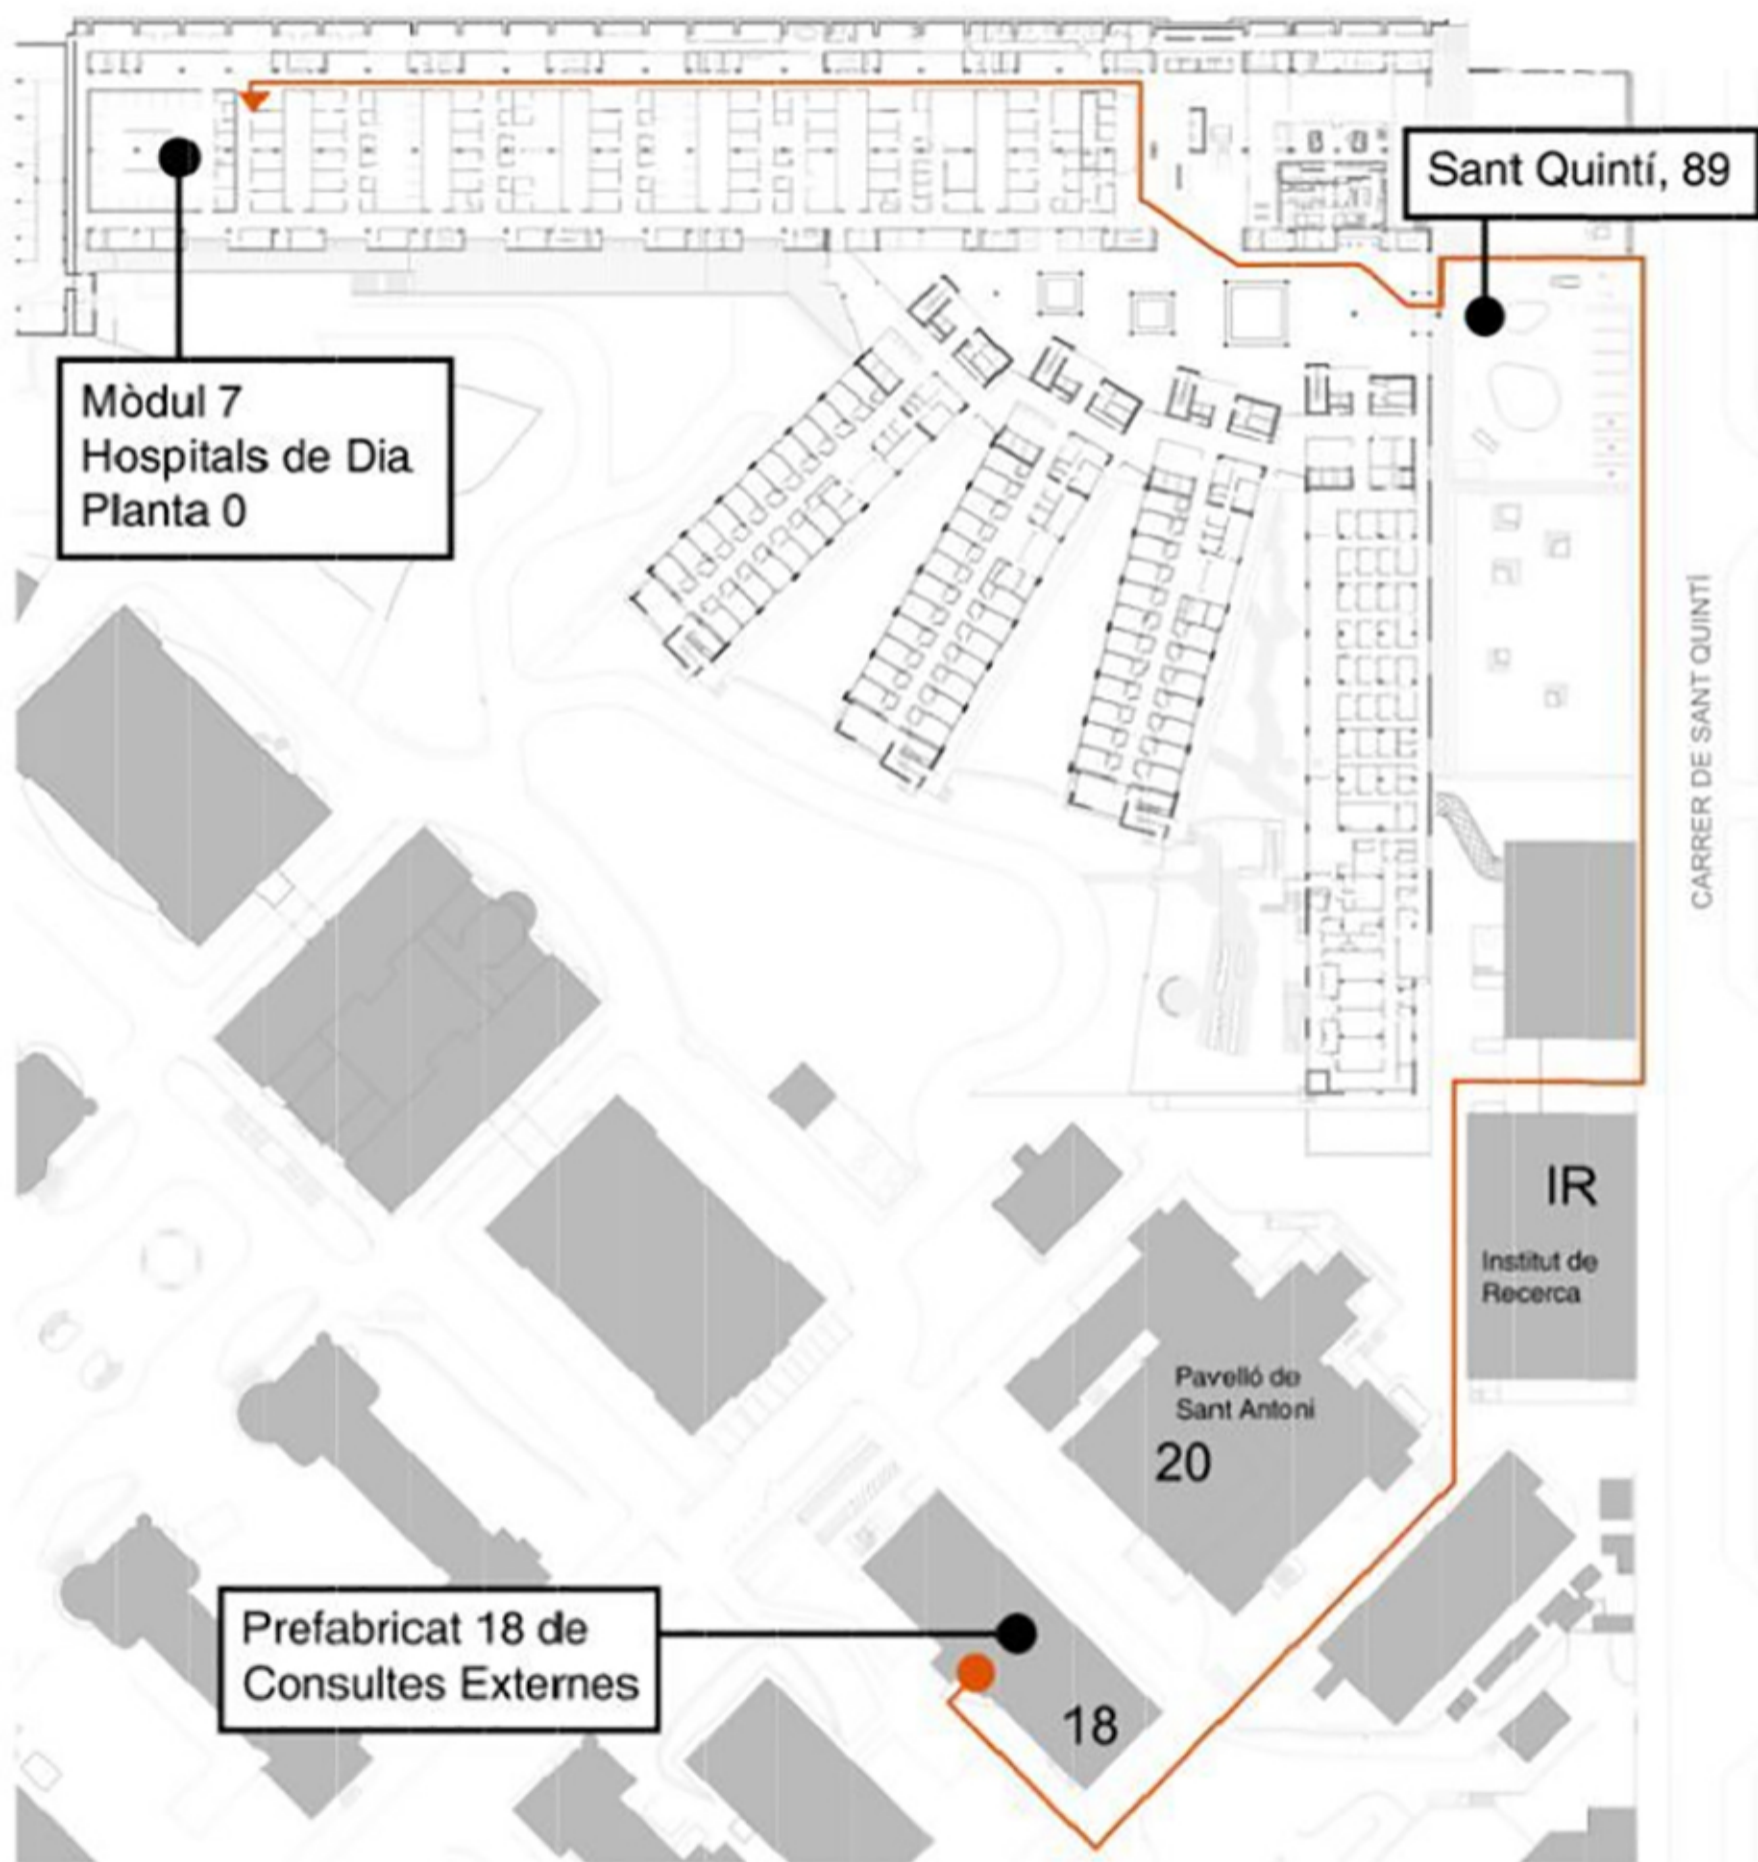 Sant Quintí, 89
Mòdul 7
Hospitals de Dia
Planta 0
CARRER DE SANT QUINTÍ
IR
Institut de
Recerca
Pavelló de
Sant Antoni
20
Prefabricat 18 de
Consultes Externes
18